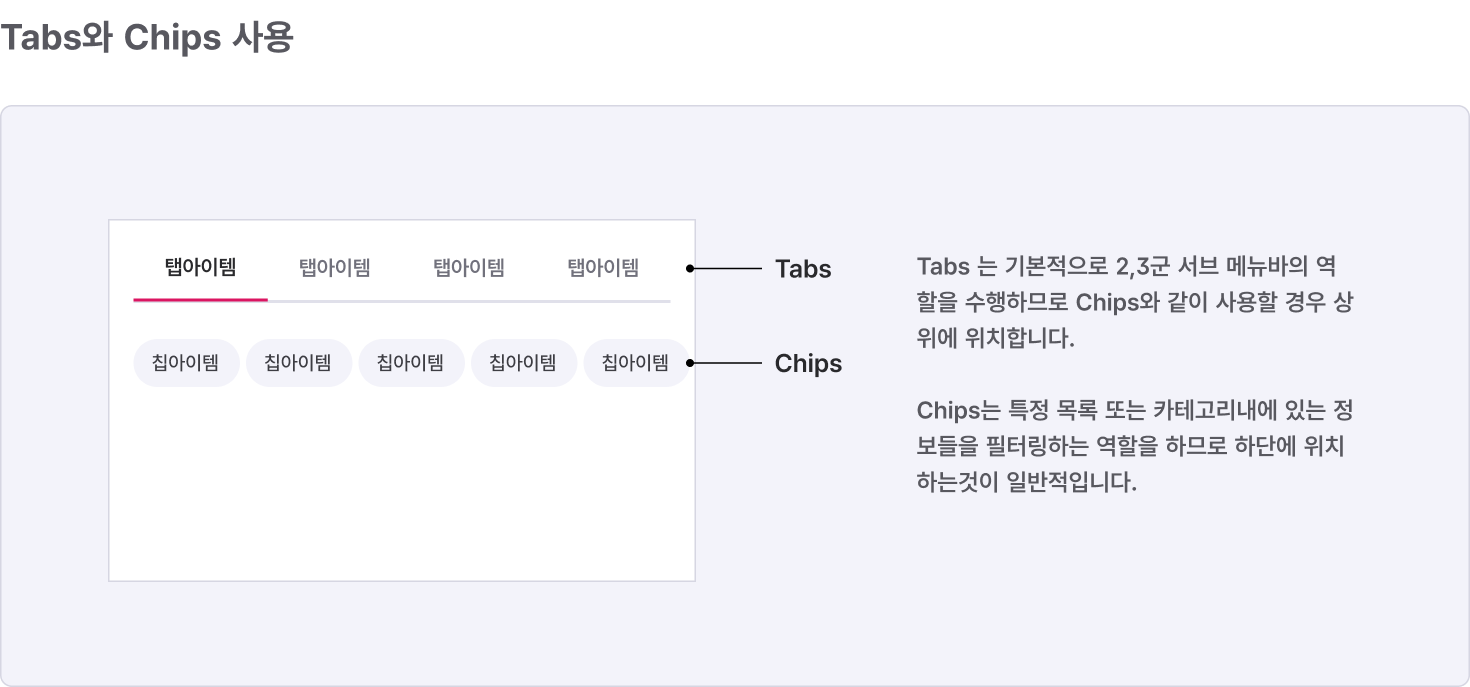 Tabs와 Chips 사용
탭아이템 탭아이템 탭아이템 탭아이템
Tabs
칩아이템 칩아이템 칩아이템 칩아이템 칩아이템
Chips
Tabs 는 기본적으로 2,3군 서브 메뉴바의 역
할을 수행하므로 Chips와 같이 사용할 경우 상
위에 위치합니다.
Chips는 특정 목록 또는 카테고리내에 있는 정
보들을 필터링하는 역할을 하므로 하단에 위치
하는것이 일반적입니다.